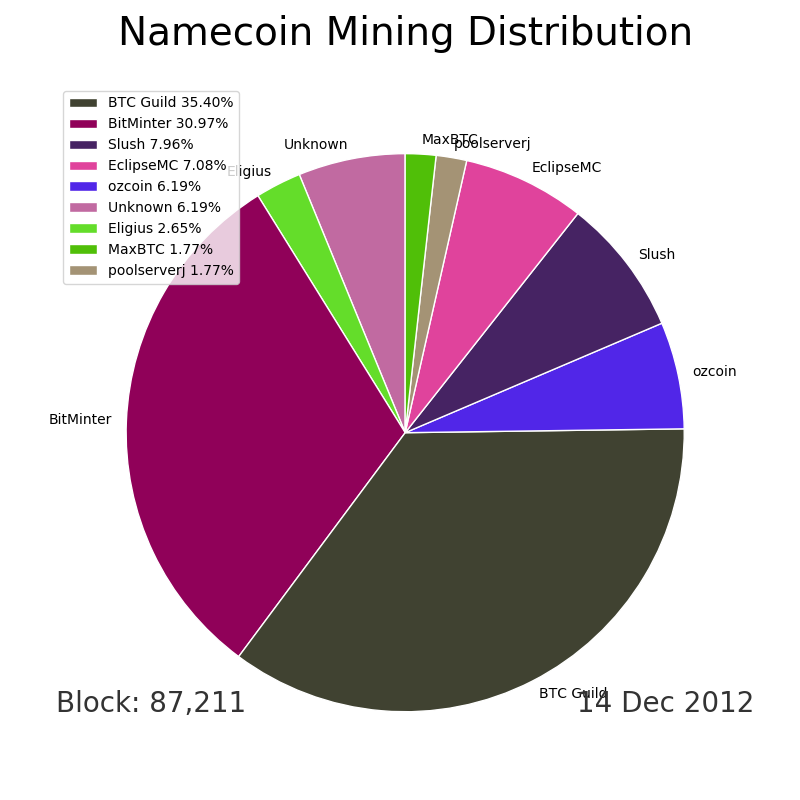 Namecoin Mining Distribution
BTC Guild 35.40%
BitMinter 30.97%
Slush 7.96%
EclipseMC 7.08%
ozcoin 6.19%
Unknown 6.19%
Eligius 2.65%
MaxBTC 1.77%
poolserverj 1.77%
MaxBTC
poolserverj
Unknown
EclipseMC
Eligius
Slush
ozcoin
BitMinter
BTC Guild
Block: 87,211
14 Dec 2012